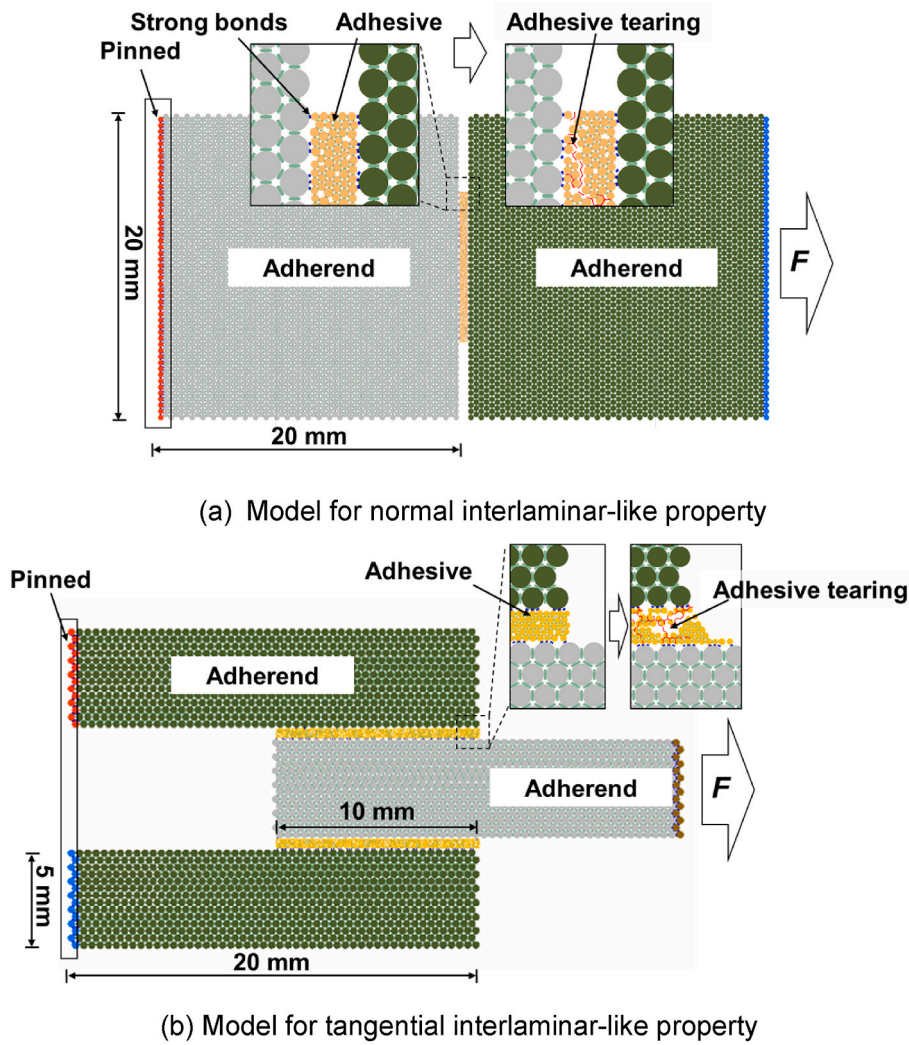 Strong bonds
Adhesive
Adhesive tearing
Pinned
20 mm
Adherend
Adherend
F
20 mm
(a) Model for normal interlaminar-like property
Pinned
Adhesive
Adhesive tearing
Adherend
Adherend
F
10 mm
5 mm
20 mm
(b) Model for tangential interlaminar-like property